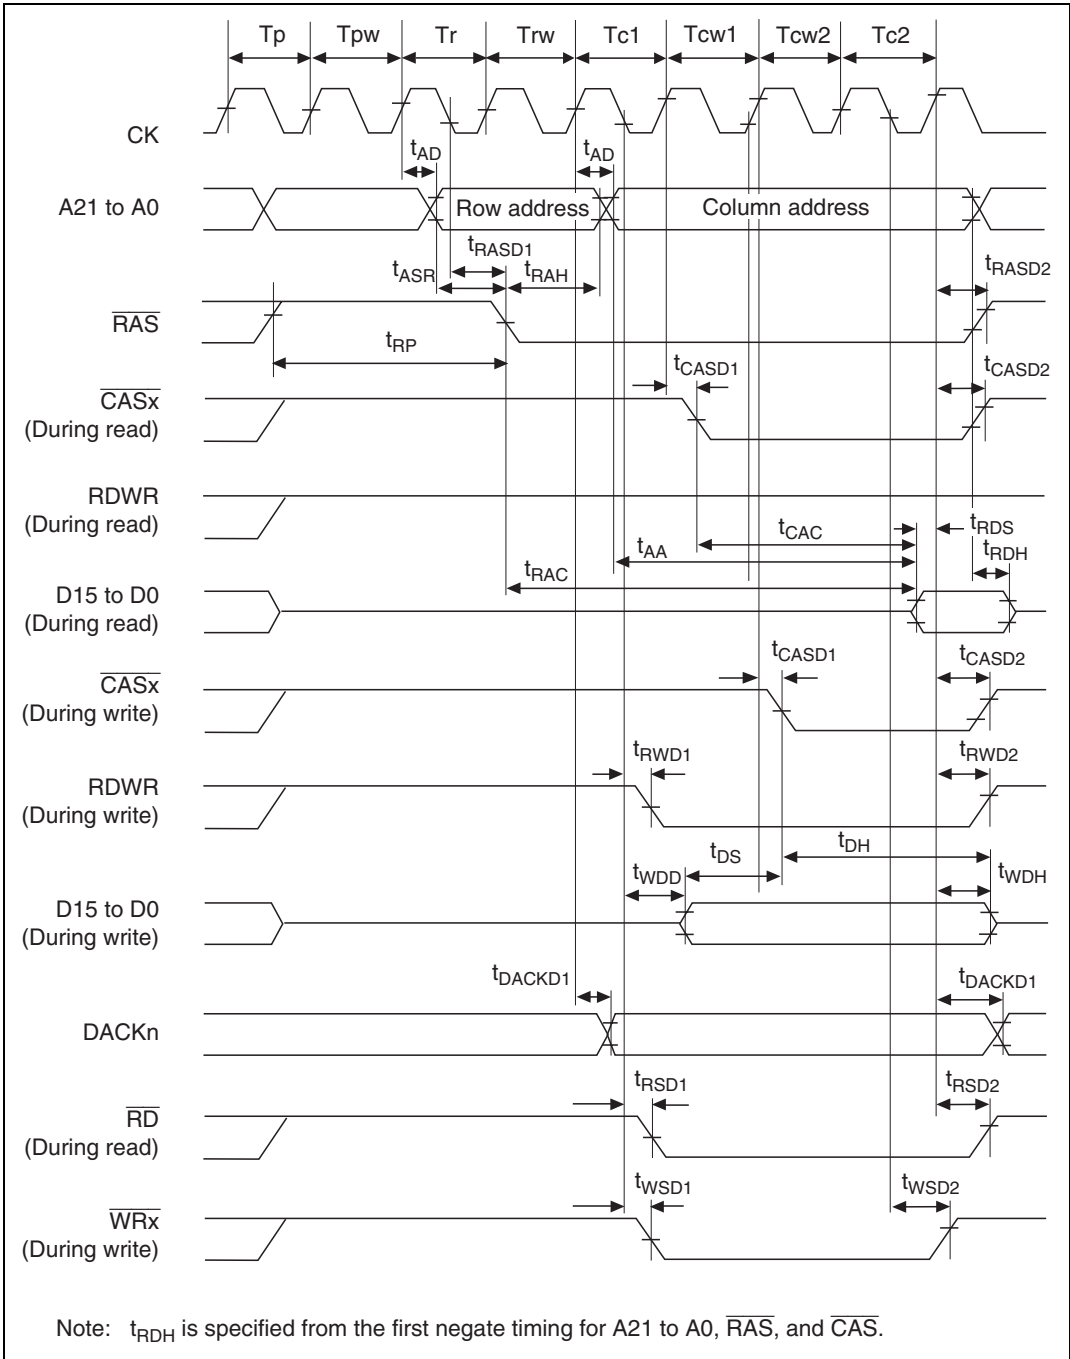 Tp Tpw Tr Trw Tc1 Tcw1 Tcw2 Tc2
CK
tAD tAD
A21 to A0 Row address Column address
tRASD1
tASR tRAH tRASD2
RAS
tRP
tCASD1 tCASD2
CASx
(During read)
RDWR
(During read)
tRDS
tCAC
tAA tRDH
tRAC
D15 to D0
(During read)
tCASD1 tCASD2
CASx
(During write)
tRWD1 tRWD2
RDWR
(During write)
tDH
tDS
tWDD tWDH
D15 to D0
(During write)
tDACKD1 tDACKD1
DACKn
tRSD1 tRSD2
RD
(During read)
tWSD1 tWSD2
WRx
(During write)
Note: tRDH is specified from the first negate timing for A21 to A0, RAS, and CAS.